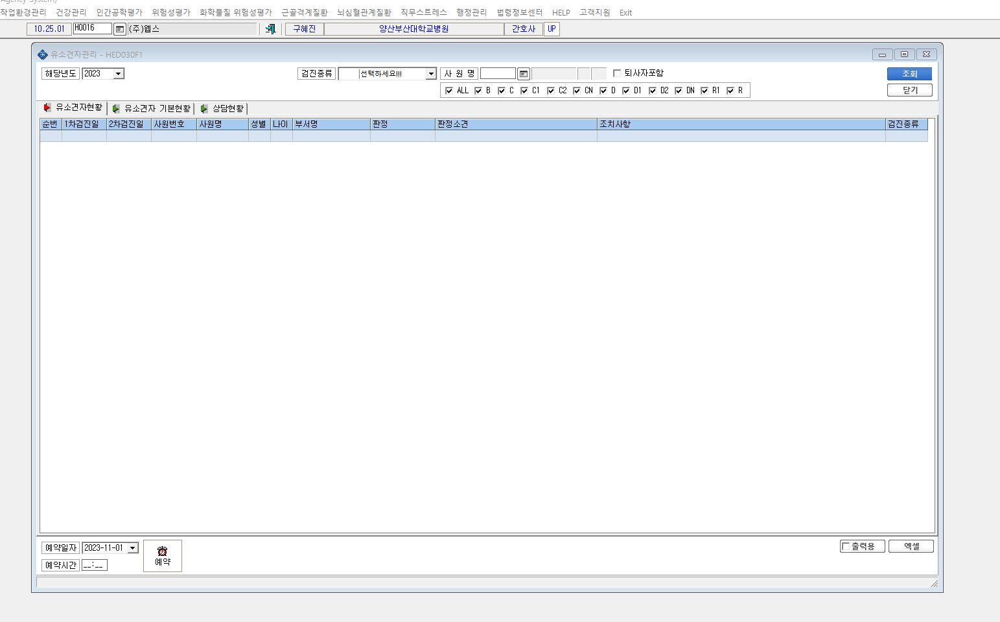 Agency System)
작업환경관리 건강관리 인간공학평가 위험성평가 화학물질 위험성평가 근골격계질환 뇌심혈관계질환 직무스트레스 행정관리 법령정보센터 HELP 고객지원 Exit
10.25.01 H0016 (주)웹스 구혜진 양산부산대학교병원 간호사 UP
유소견자관리 - HED030F1
해당년도 2023 검진종류 선택하세요!!! 사 원 명 퇴사자포함 조회
ALL B C C1 C2 CN D D1 D2 DN R1 R 닫기
유소견자현황 유소견자 기본현황 상담현황
순번 1차검진일 2차검진일 사원번호 사원명 성별 나이 부서명 판정 판정소견 조치사항 검진종류
예약일자 2023-11-01 예약 출력용 엑셀
예약시간 __:__